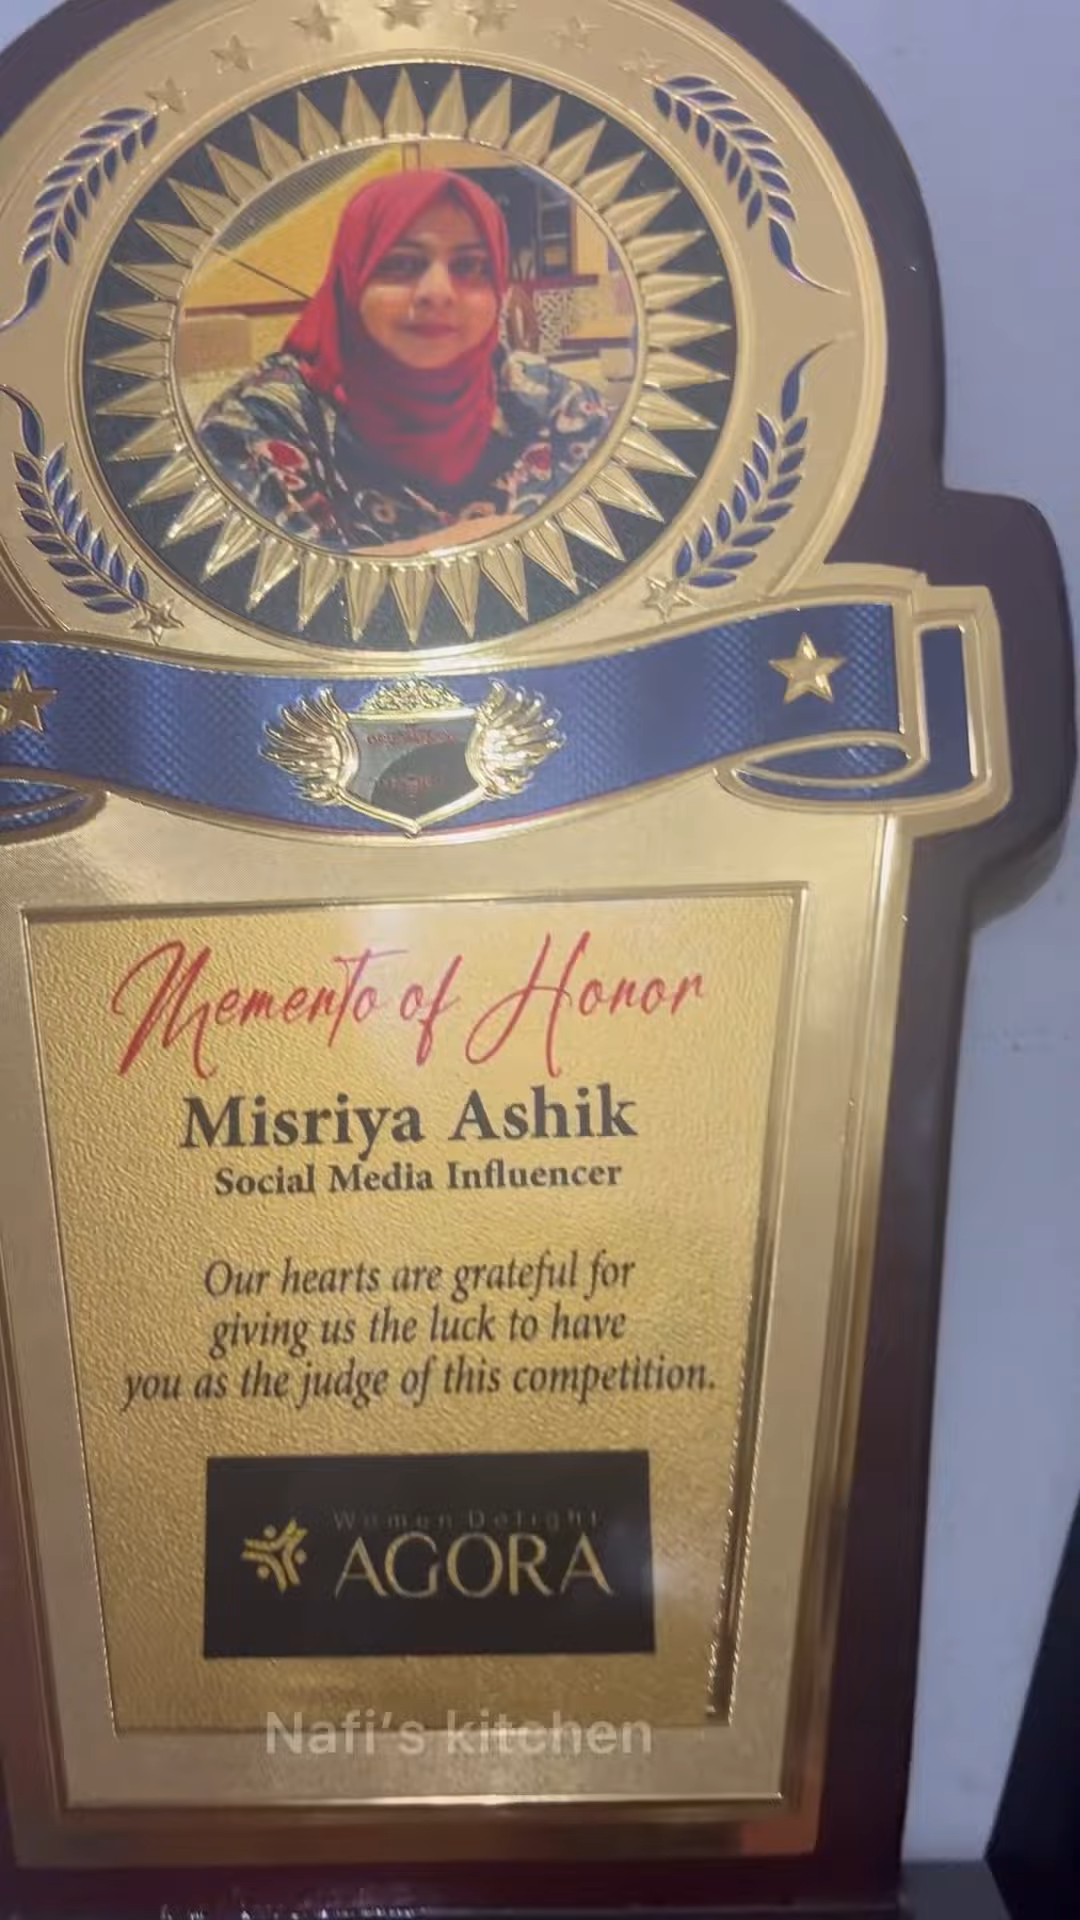 Memento of Honor
Misriya Ashik
Social Media Influencer
Our hearts are grateful for
giving us the luck to have
you as the judge of this competition.
Women Delight
AGORA
Nafi's kitchen